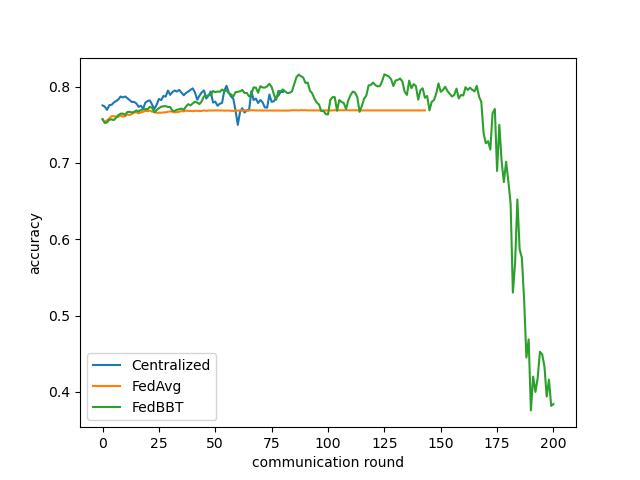 0.8
0.7
0.6
0.5
0.4
accuracy
Centralized
FedAvg
FedBBT
0 25 50 75 100 125 150 175 200
communication round